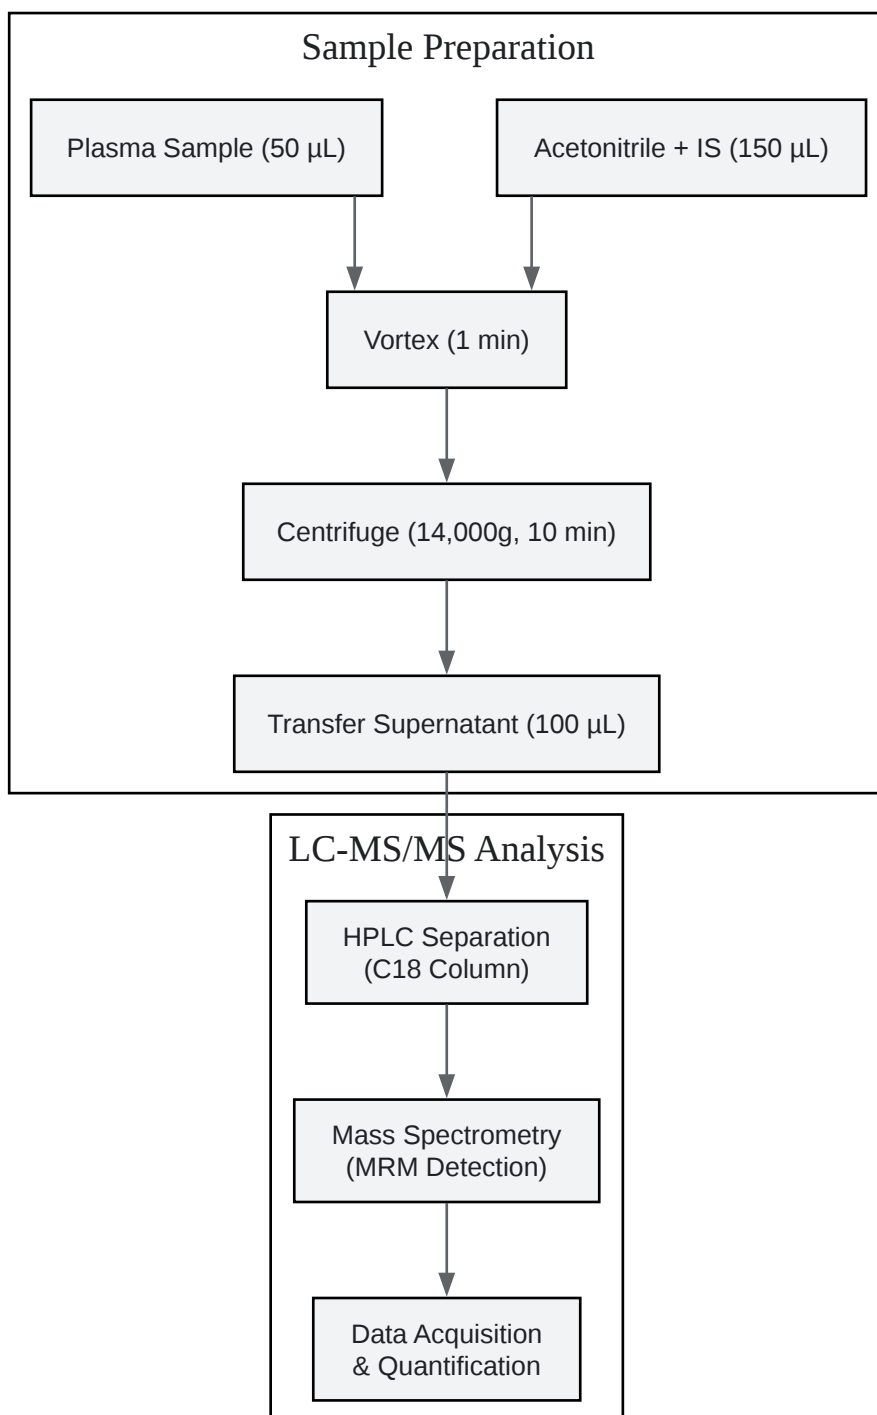 Sample Preparation
Plasma Sample (50 µL)
Acetonitrile + IS (150 µL)
Vortex (1 min)
Centrifuge (14,000g, 10 min)
Transfer Supernatant (100 µL)
LC-MS/MS Analysis
HPLC Separation
(C18 Column)
Mass Spectrometry
(MRM Detection)
Data Acquisition
& Quantification